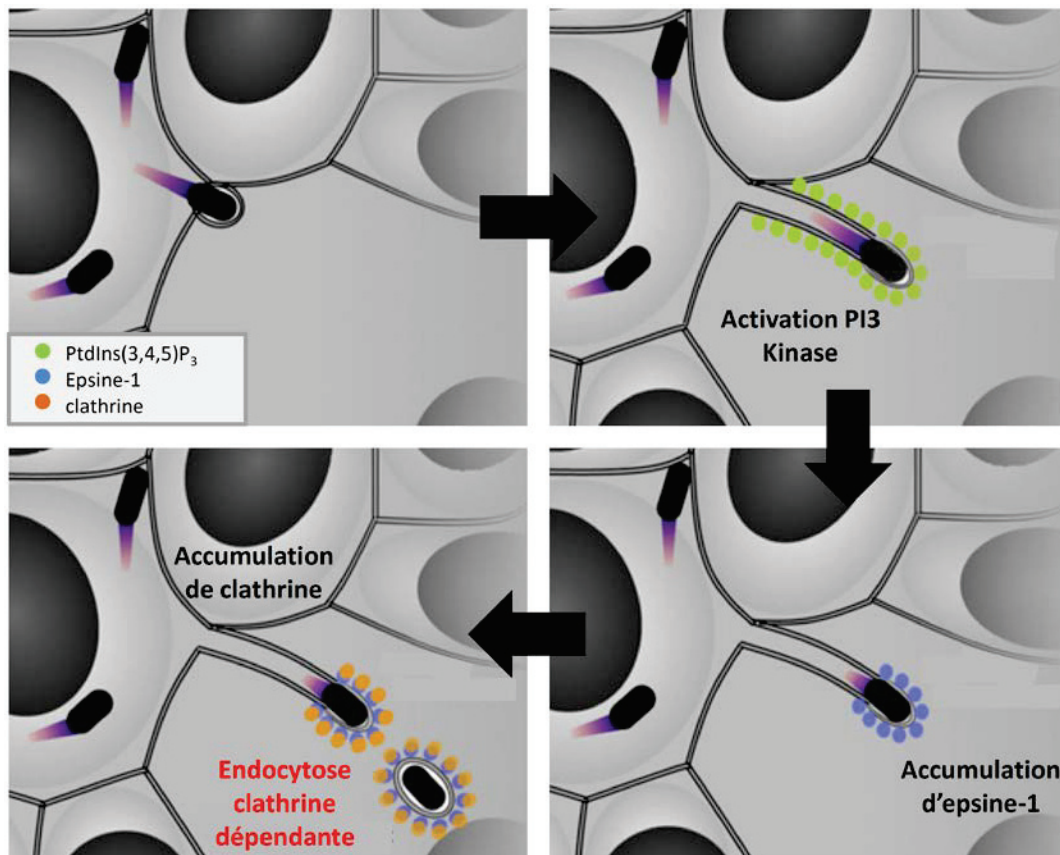 PtdIns(3,4,5)P₃
Epsine-1
clathrine
Activation PI3
Kinase
Accumulation
d'epsine-1
Accumulation
de clathrine
Endocytose
clathrine
dépendante